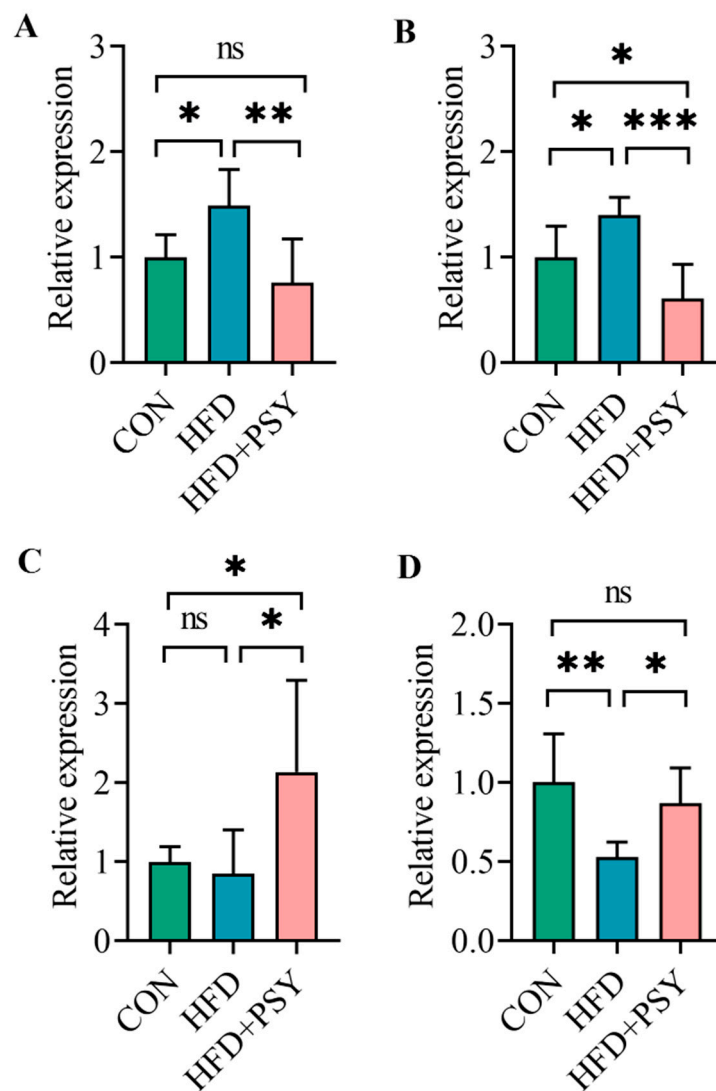 A
Relative expression
3
2
1
0
ns
*
**
CON
HFD
HFD+PSY
B
Relative expression
3
2
1
0
*
*
***
CON
HFD
HFD+PSY
C
Relative expression
4
3
2
1
0
*
ns
*
CON
HFD
HFD+PSY
D
Relative expression
2.0
1.5
1.0
0.5
0.0
ns
**
*
CON
HFD
HFD+PSY